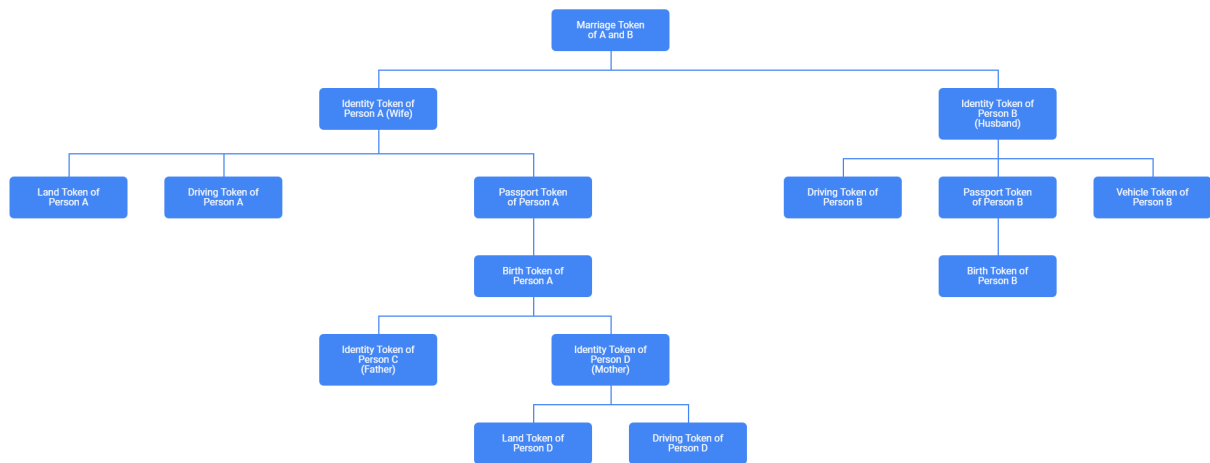 Marriage Token
of A and B
Identity Token of
Person A (Wife)
Identity Token of
Person B
(Husband)
Land Token of
Person A
Driving Token of
Person A
Passport Token
of Person A
Driving Token of
Person B
Passport Token
of Person B
Vehicle Token of
Person B
Birth Token of
Person A
Birth Token of
Person B
Identity Token of
Person C
(Father)
Identity Token of
Person D
(Mother)
Land Token of
Person D
Driving Token of
Person D